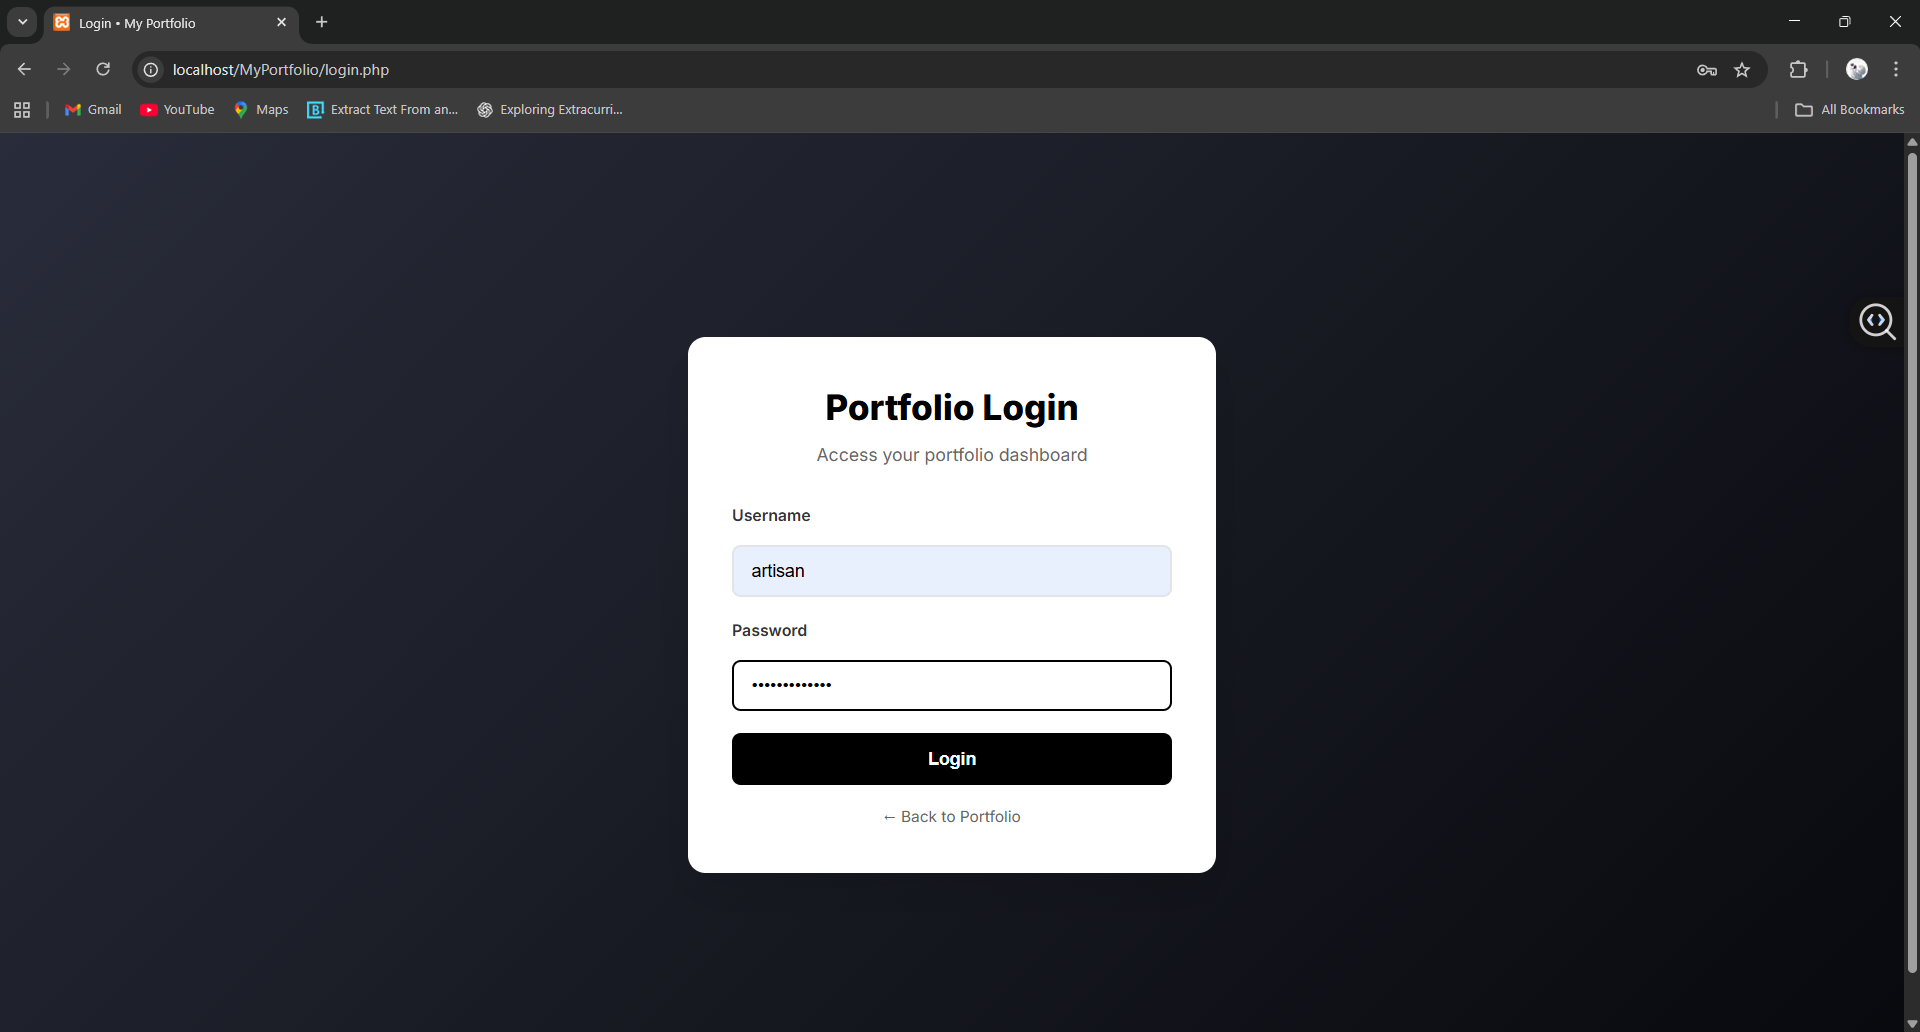 Login • My Portfolio
localhost/MyPortfolio/login.php
Gmail
YouTube
Maps
Extract Text From an...
Exploring Extracurri...
All Bookmarks
Portfolio Login
Access your portfolio dashboard
Username
artisan
Password
•••••••••••••
Login
← Back to Portfolio